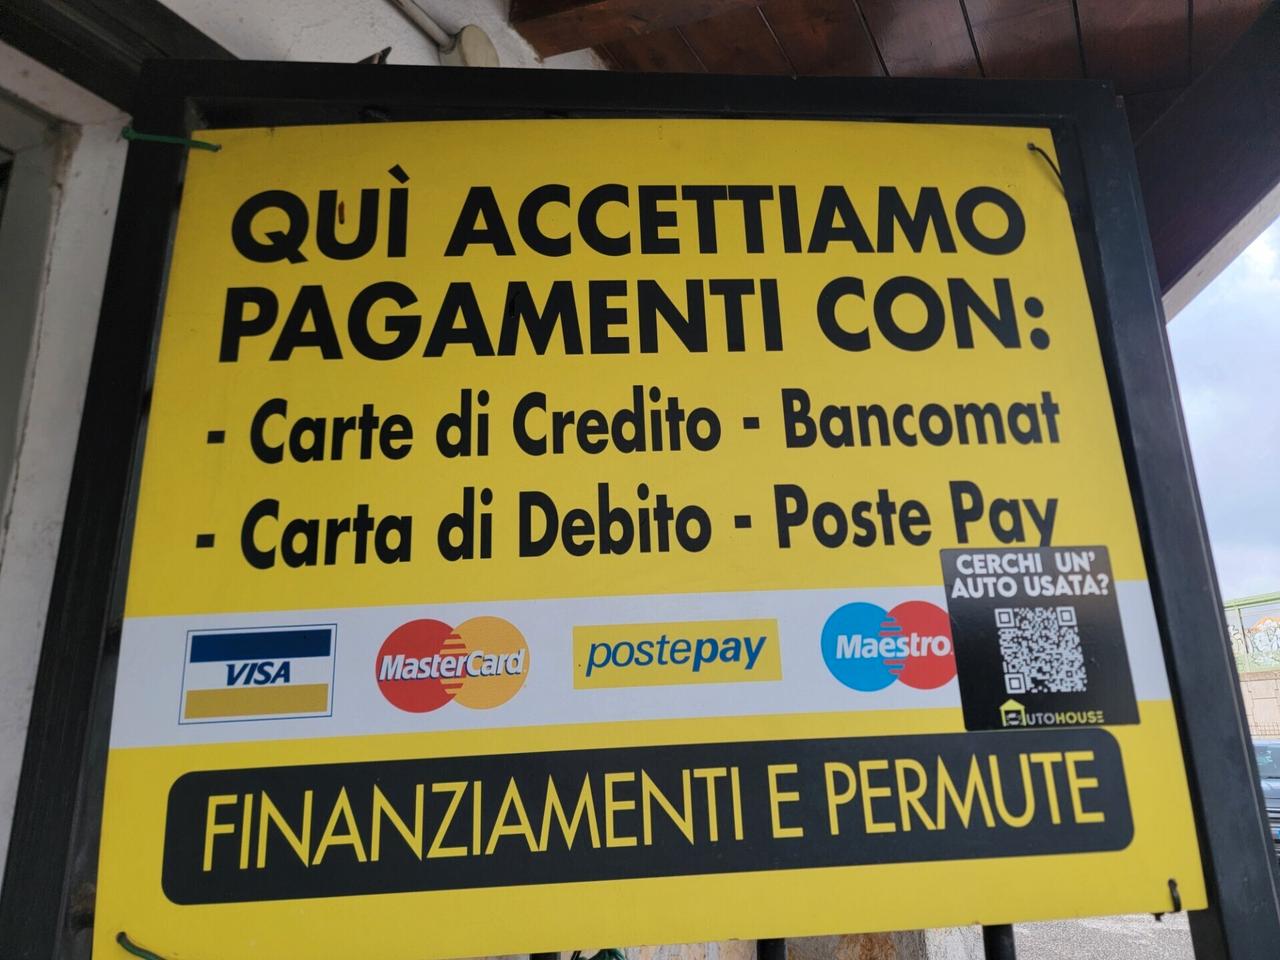 QUÌ ACCETTIAMO
PAGAMENTI CON:
- Carte di Credito - Bancomat
- Carta di Debito - Poste Pay
VISA
MasterCard
postepay
Maestro
CERCHI UN'
AUTO USATA?
AUTOHOUSE
FINANZIAMENTI E PERMUTE